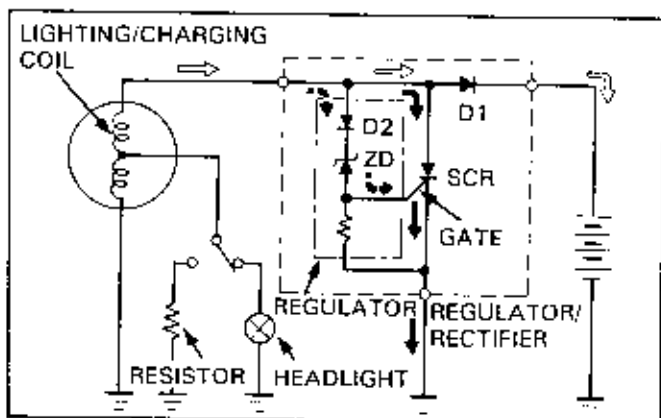 LIGHTING/CHARGING
COIL
D2
D1
ZD
SCR
GATE
REGULATOR
REGULATOR/
RECTIFIER
RESISTOR
HEADLIGHT